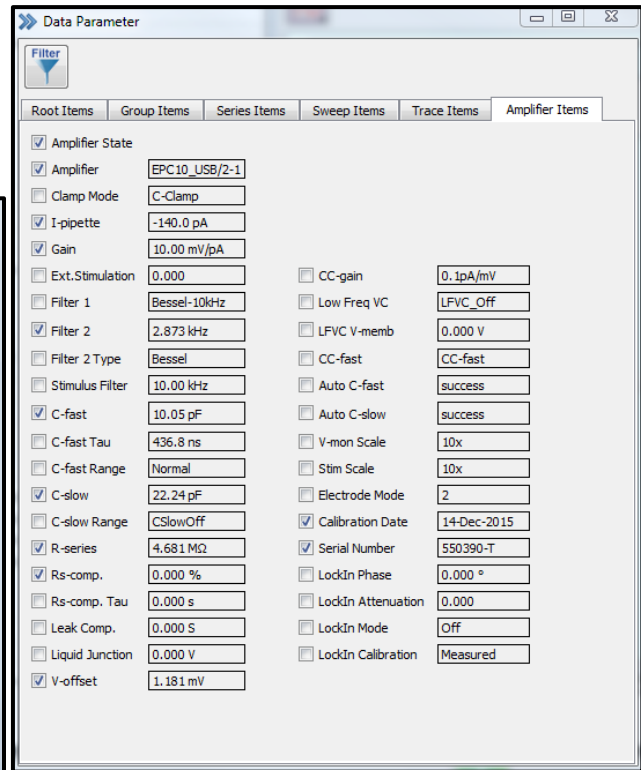 Data Parameter
Filter
Root Items Group Items Series Items Sweep Items Trace Items Amplifier Items
Amplifier State
Amplifier EPC10_USB/2-1
Clamp Mode C-Clamp
I-pipette -140.0 pA
Gain 10.00 mV/pA
Ext.Stimulation 0.000 CC-gain 0.1pA/mV
Filter 1 Bessel-10kHz Low Freq VC LFVC_Off
Filter 2 2.873 kHz LFVC V-memb 0.000 V
Filter 2 Type Bessel CC-fast CC-fast
Stimulus Filter 10.00 kHz Auto C-fast success
C-fast 10.05 pF Auto C-slow success
C-fast Tau 436.8 ns V-mon Scale 10x
C-fast Range Normal Stim Scale 10x
C-slow 22.24 pF Electrode Mode 2
C-slow Range CSlowOff Calibration Date 14-Dec-2015
R-series 4.681 MΩ Serial Number 550390-T
Rs-comp. 0.000 % LockIn Phase 0.000 °
Rs-comp. Tau 0.000 s LockIn Attenuation 0.000
Leak Comp. 0.000 S LockIn Mode Off
Liquid Junction 0.000 V LockIn Calibration Measured
V-offset 1.181 mV